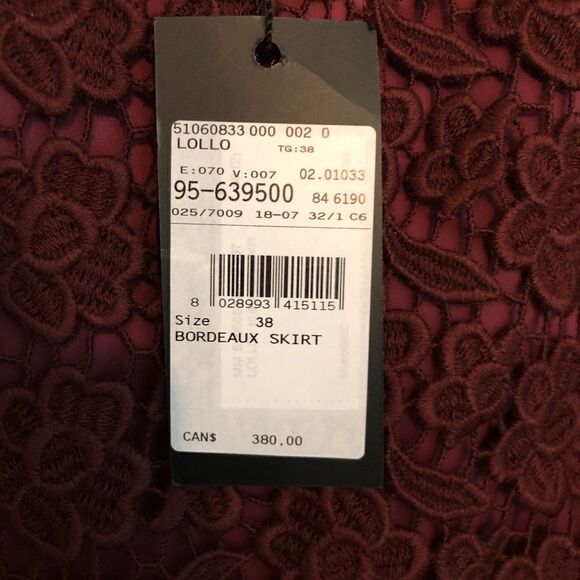 51060833 000 002 0
LOLLO TG:38
E:070 V:007 02.01033
95-639500 84 6190
025/7009 18-07 32/1 C6
8 028993 415115
Size 38
BORDEAUX SKIRT
CAN$ 380.00